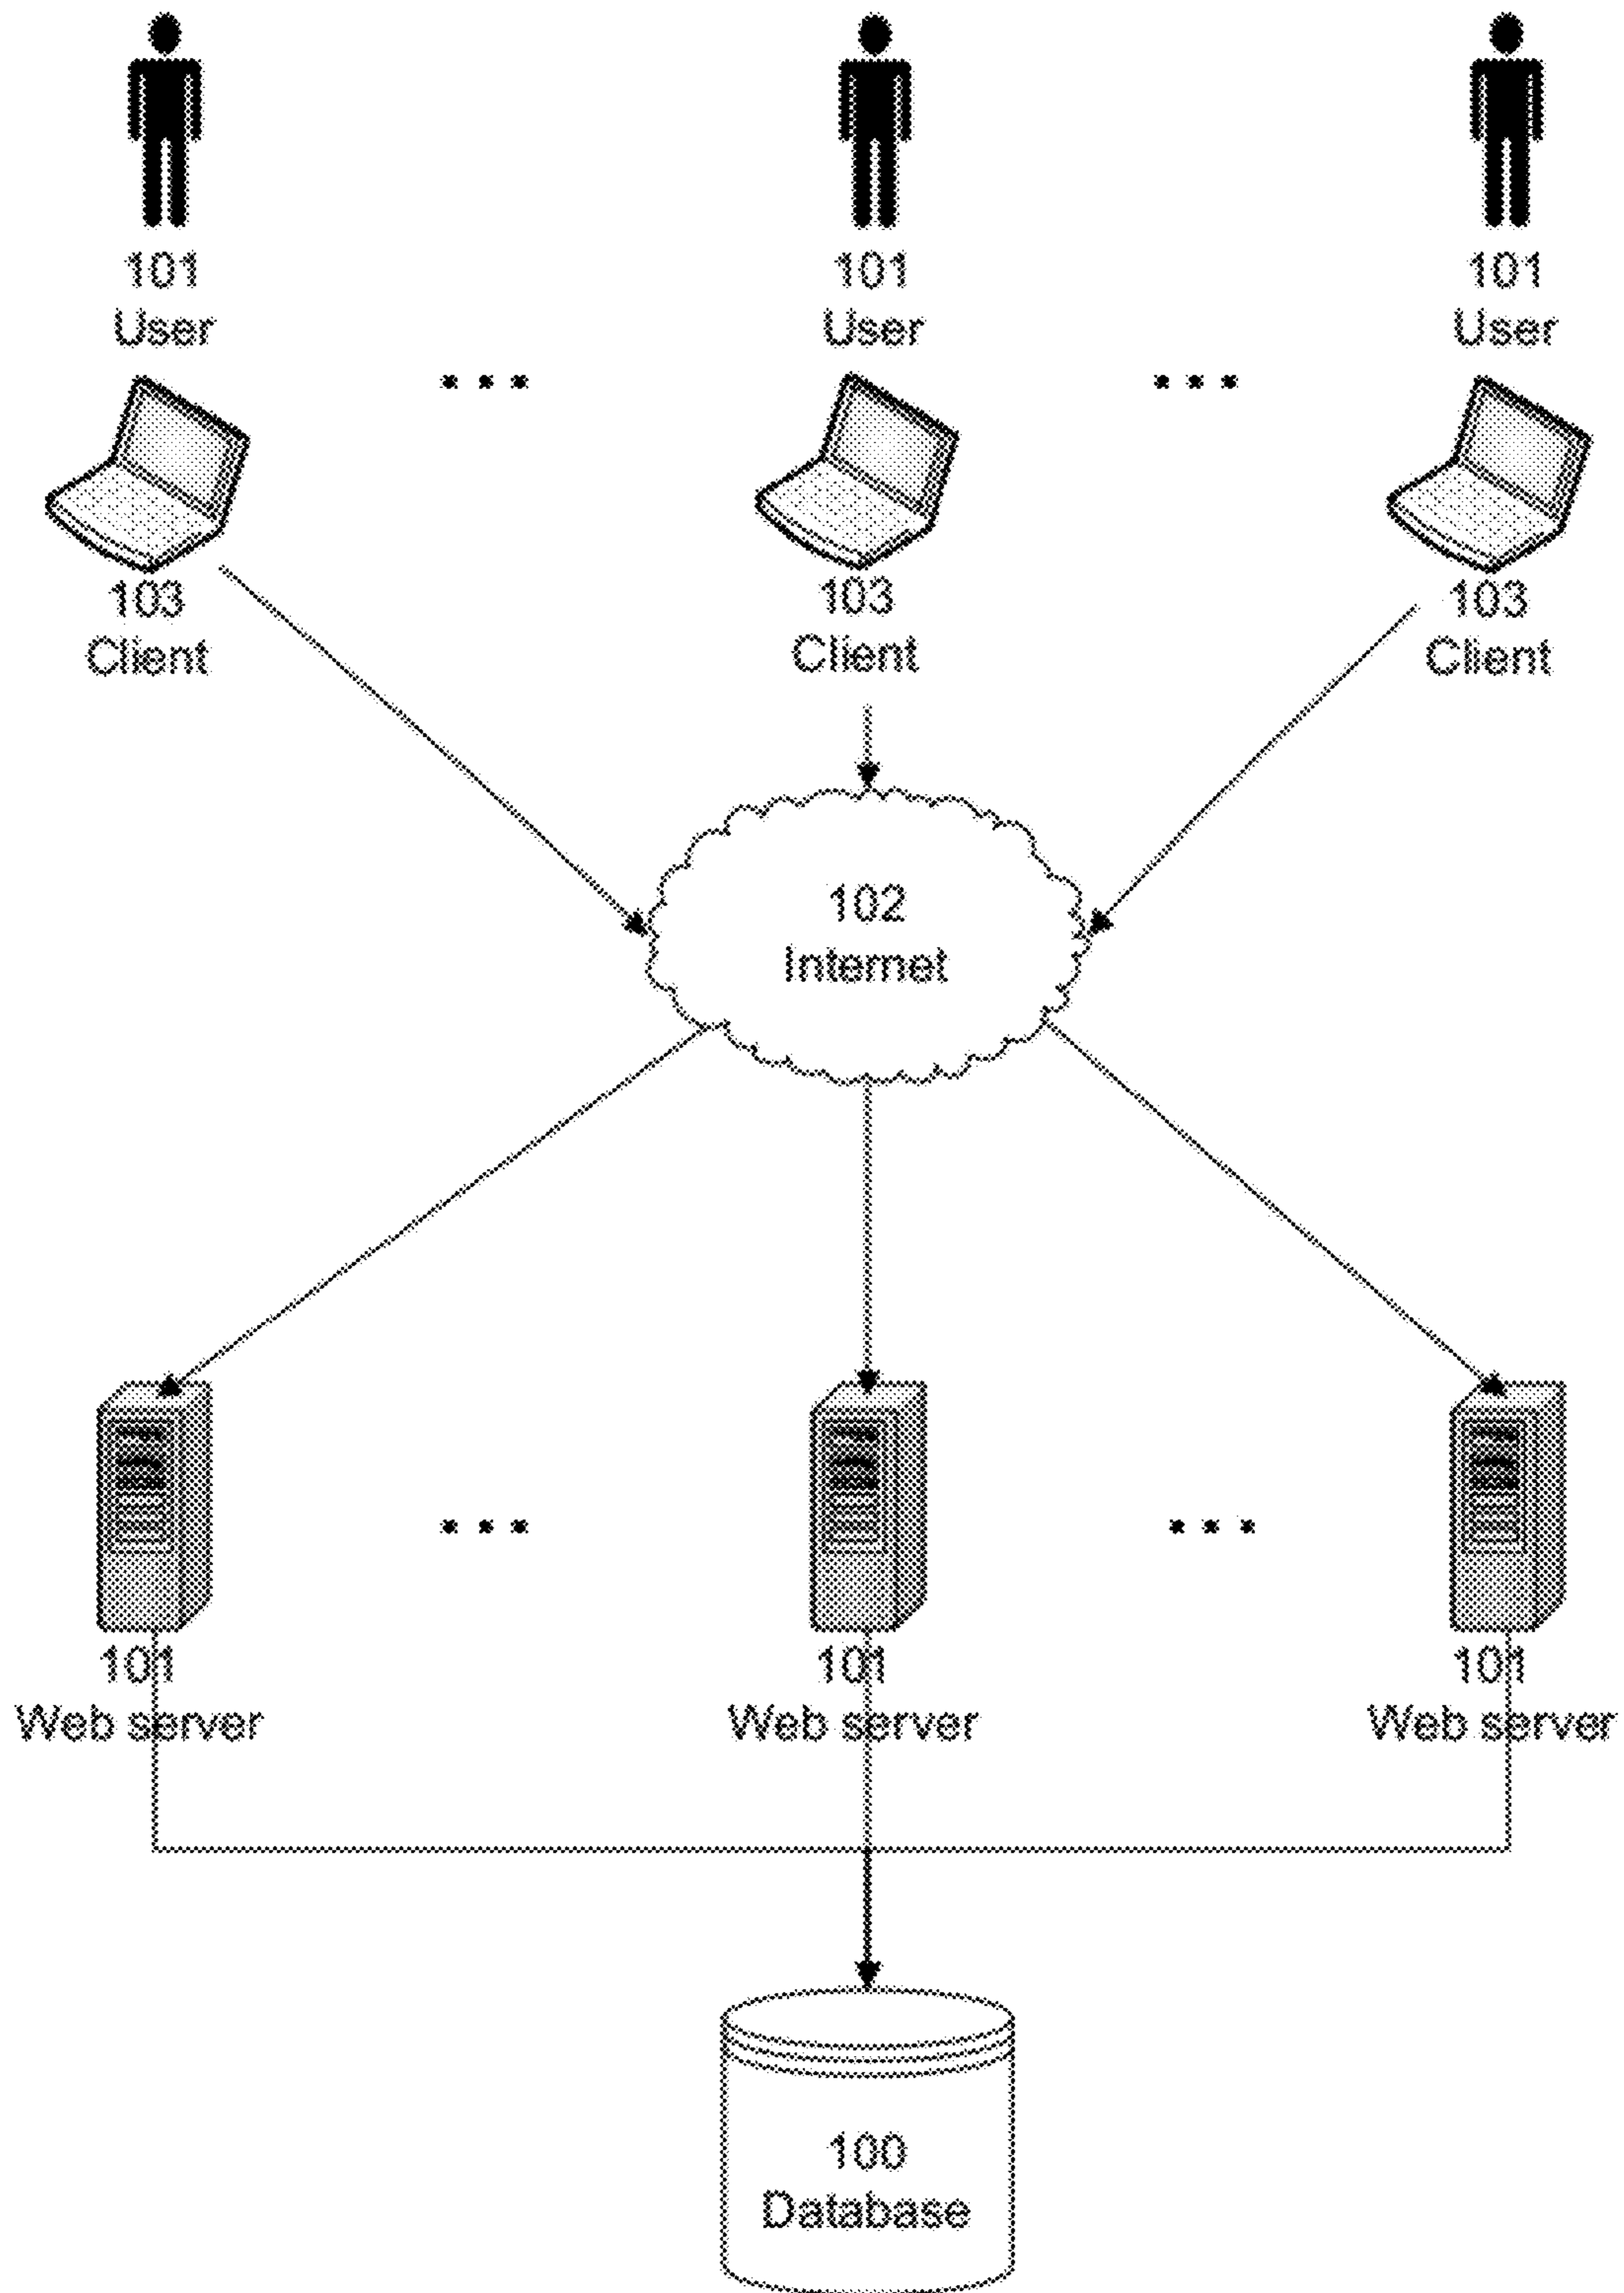 101 101 101
User User User
103 103 103
Client Client Client
102
Internet
101 101 101
Web server Web server Web server
100
Database